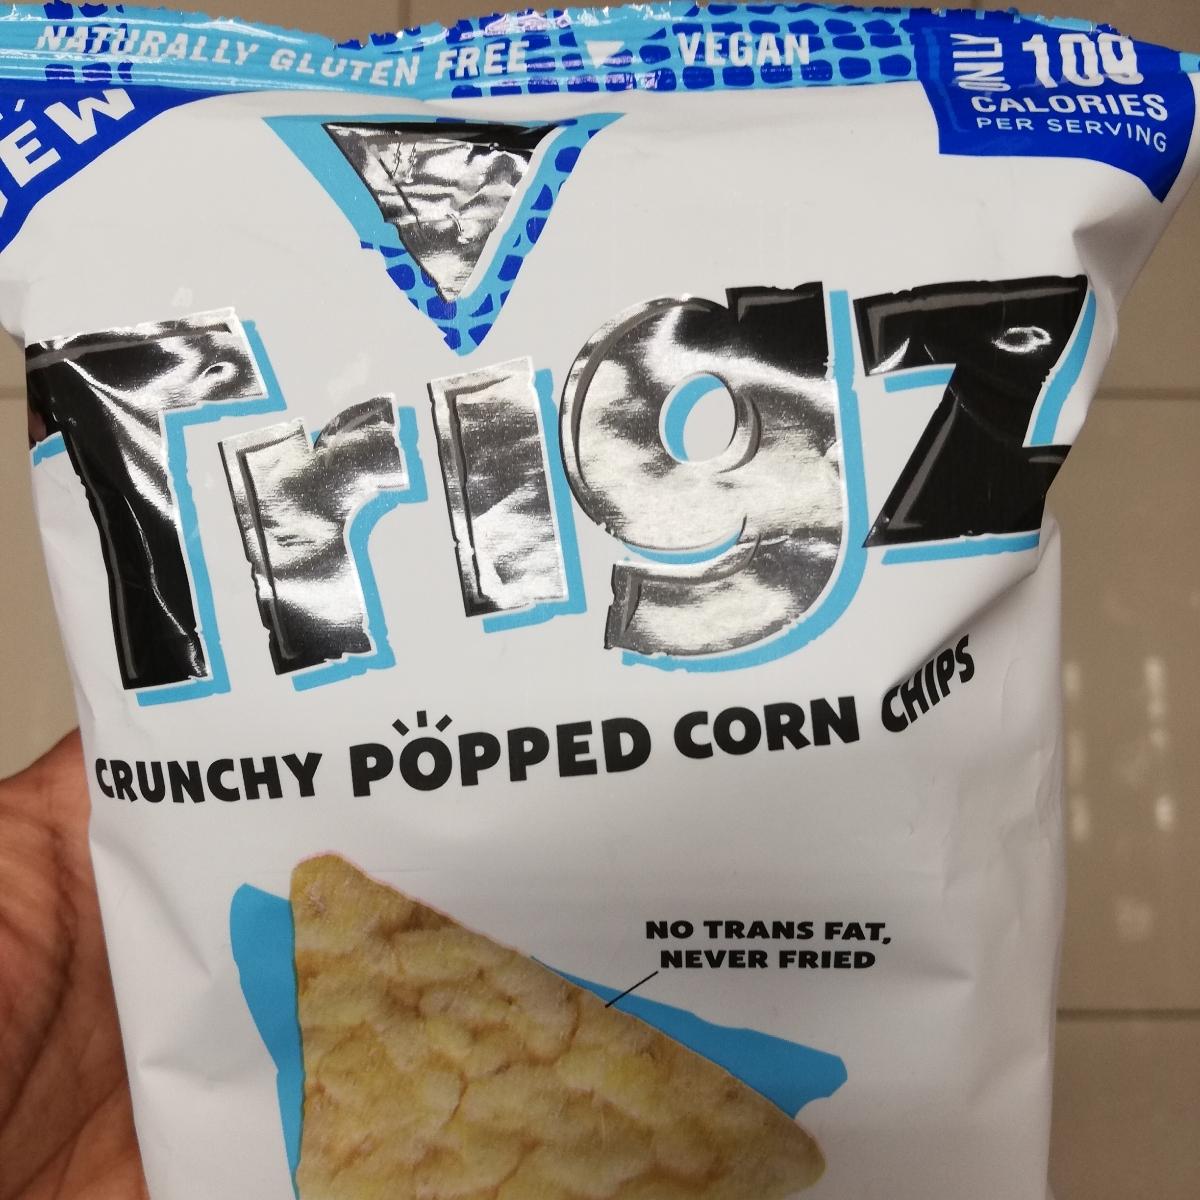 NATURALLY GLUTEN FREE VEGAN
ONLY 109
CALORIES
PER SERVING
NEW
Trigz
CRUNCHY POPPED CORN CHIPS
NO TRANS FAT,
NEVER FRIED